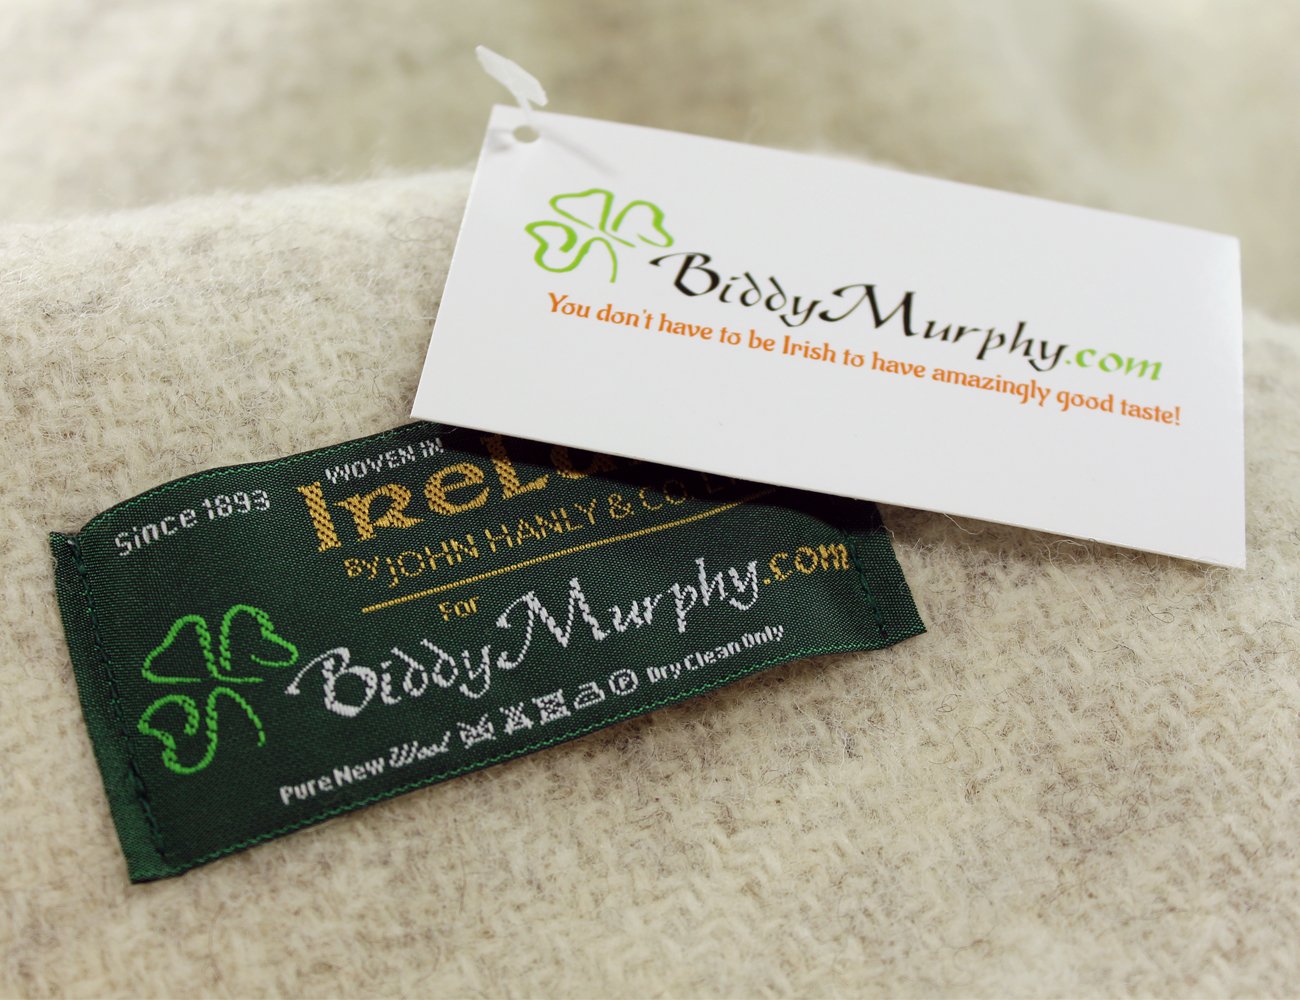 BiddyMurphy.com
You don't have to be Irish to have amazingly good taste!
Since 1893
WOVEN IN
IreLa
BY JOHN HANLY & CO.
For
BiddyMurphy.com
Pure New Wool Dry Clean Only